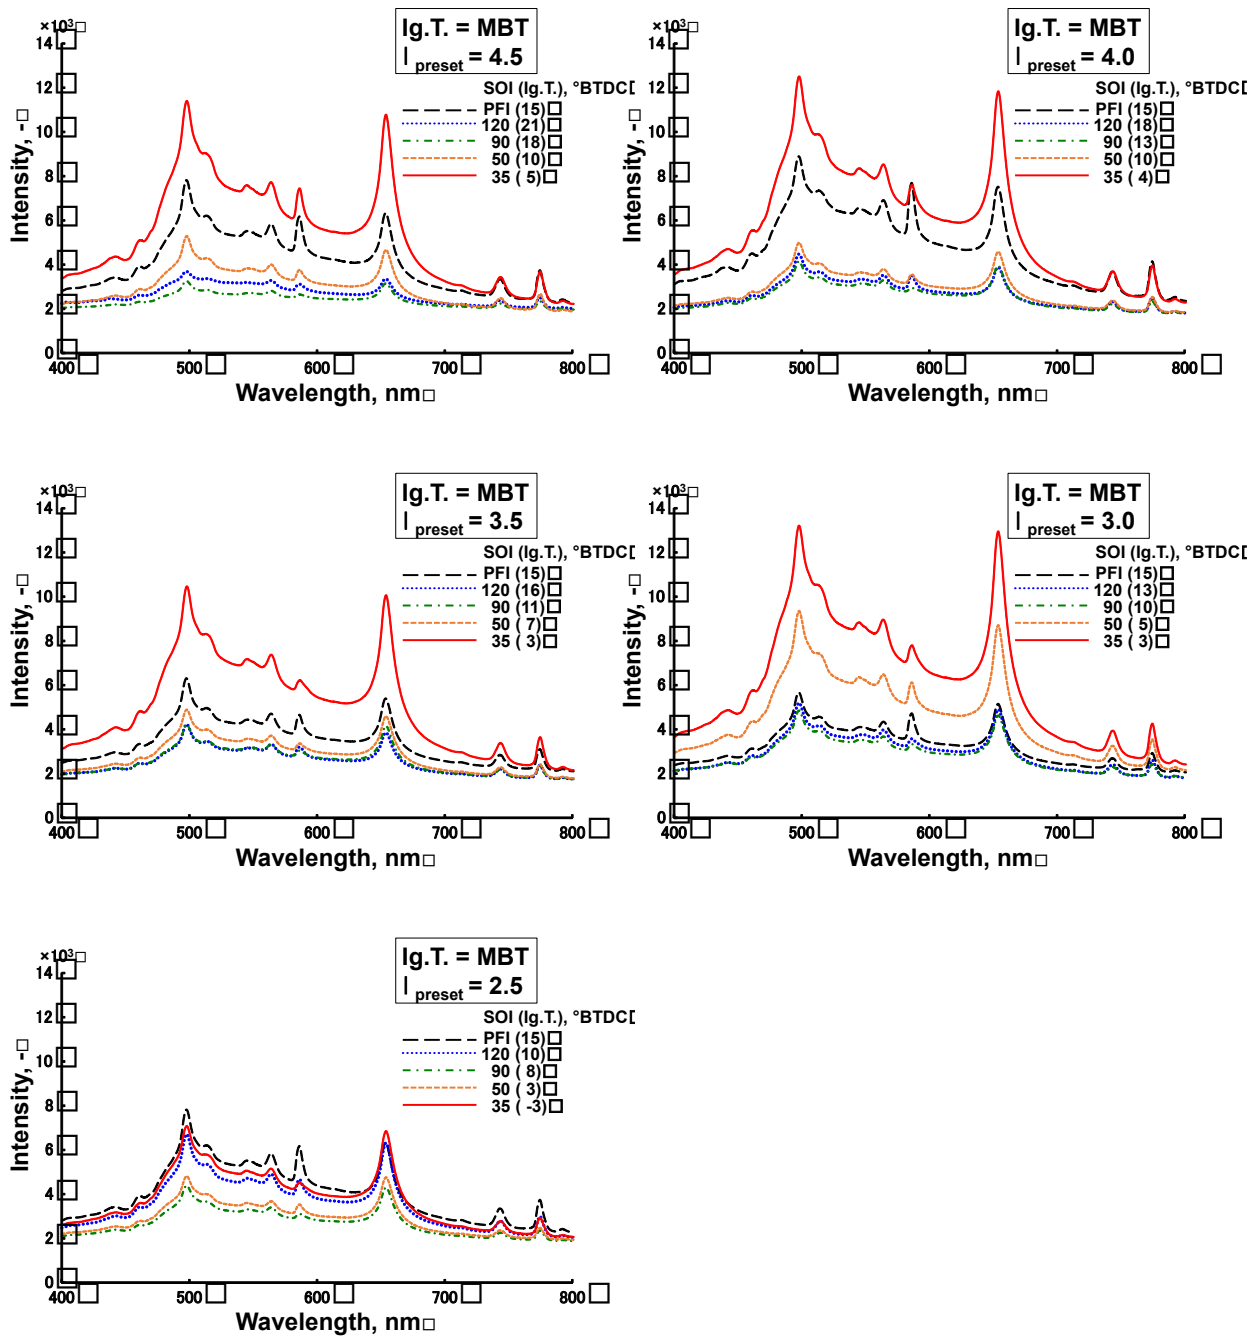 ×10³□
Ig.T. = MBT
I preset = 4.5
SOI (Ig.T.), °BTDC
PFI (15)□
120 (21)□
90 (18)□
50 (10)□
35 ( 5)□
14
12
10
8
6
4
2
0
Intensity, -□
400 500 600 700 800
Wavelength, nm□
×10³□
Ig.T. = MBT
I preset = 4.0
SOI (Ig.T.), °BTDC
PFI (15)□
120 (18)□
90 (13)□
50 (10)□
35 ( 4)□
14
12
10
8
6
4
2
0
Intensity, -□
400 500 600 700 800
Wavelength, nm□
×10³□
Ig.T. = MBT
I preset = 3.5
SOI (Ig.T.), °BTDC
PFI (15)□
120 (16)□
90 (11)□
50 ( 7)□
35 ( 3)□
14
12
10
8
6
4
2
0
Intensity, -□
400 500 600 700 800
Wavelength, nm□
×10³□
Ig.T. = MBT
I preset = 3.0
SOI (Ig.T.), °BTDC
PFI (15)□
120 (13)□
90 (10)□
50 ( 5)□
35 ( 3)□
14
12
10
8
6
4
2
0
Intensity, -□
400 500 600 700 800
Wavelength, nm□
×10³□
Ig.T. = MBT
I preset = 2.5
SOI (Ig.T.), °BTDC
PFI (15)□
120 (10)□
90 ( 8)□
50 ( 3)□
35 ( -3)□
14
12
10
8
6
4
2
0
Intensity, -□
400 500 600 700 800
Wavelength, nm□